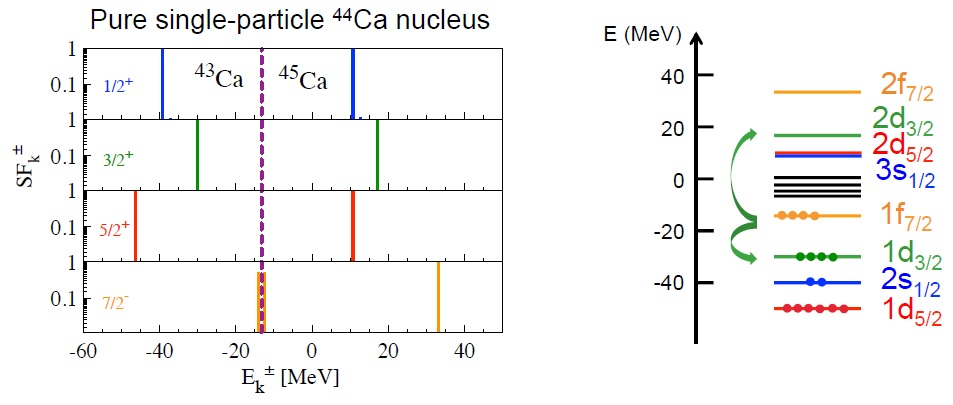 Pure single-particle ⁴⁴Ca nucleus
SFₖ±
1
0.1
1/2⁺
⁴³Ca
⁴⁵Ca
1
0.1
3/2⁺
1
0.1
5/2⁺
1
0.1
7/2⁻
-60 -40 -20 0 20 40
Eₖ± [MeV]
E (MeV)
40
20
0
-20
-40
2f₇/₂
2d₃/₂
2d₅/₂
3s₁/₂
1f₇/₂
1d₃/₂
2s₁/₂
1d₅/₂